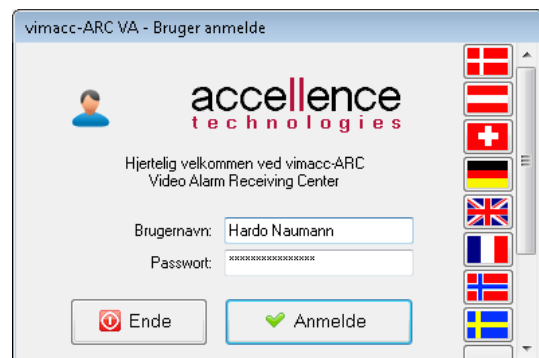 vimacc-ARC VA - Bruger anmelde
accellence
technologies
Hjertelig velkommen ved vimacc-ARC
Video Alarm Receiving Center
Brugernavn: Hardo Naumann
Passwort: xxxxxxxxxxxxxxxx
Ende Anmelde